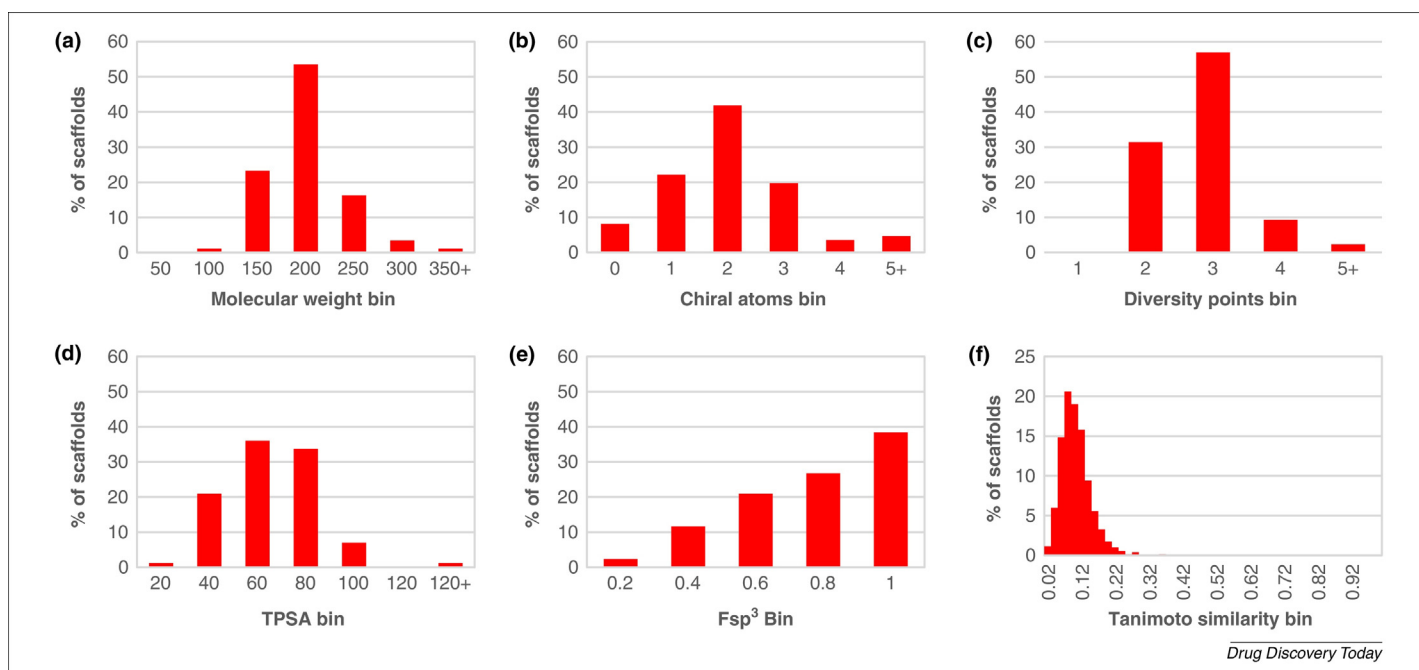 (a)
60
50
40
30
20
10
0
% of scaffolds
50 100 150 200 250 300 350+
Molecular weight bin
(b)
60
50
40
30
20
10
0
% of scaffolds
0 1 2 3 4 5+
Chiral atoms bin
(c)
60
50
40
30
20
10
0
% of scaffolds
1 2 3 4 5+
Diversity points bin
(d)
60
50
40
30
20
10
0
% of scaffolds
20 40 60 80 100 120 120+
TPSA bin
(e)
60
50
40
30
20
10
0
% of scaffolds
0.2 0.4 0.6 0.8 1
Fsp³ Bin
(f)
25
20
15
10
5
0
% of scaffolds
0.02 0.12 0.22 0.32 0.42 0.52 0.62 0.72 0.82 0.92
Tanimoto similarity bin
Drug Discovery Today